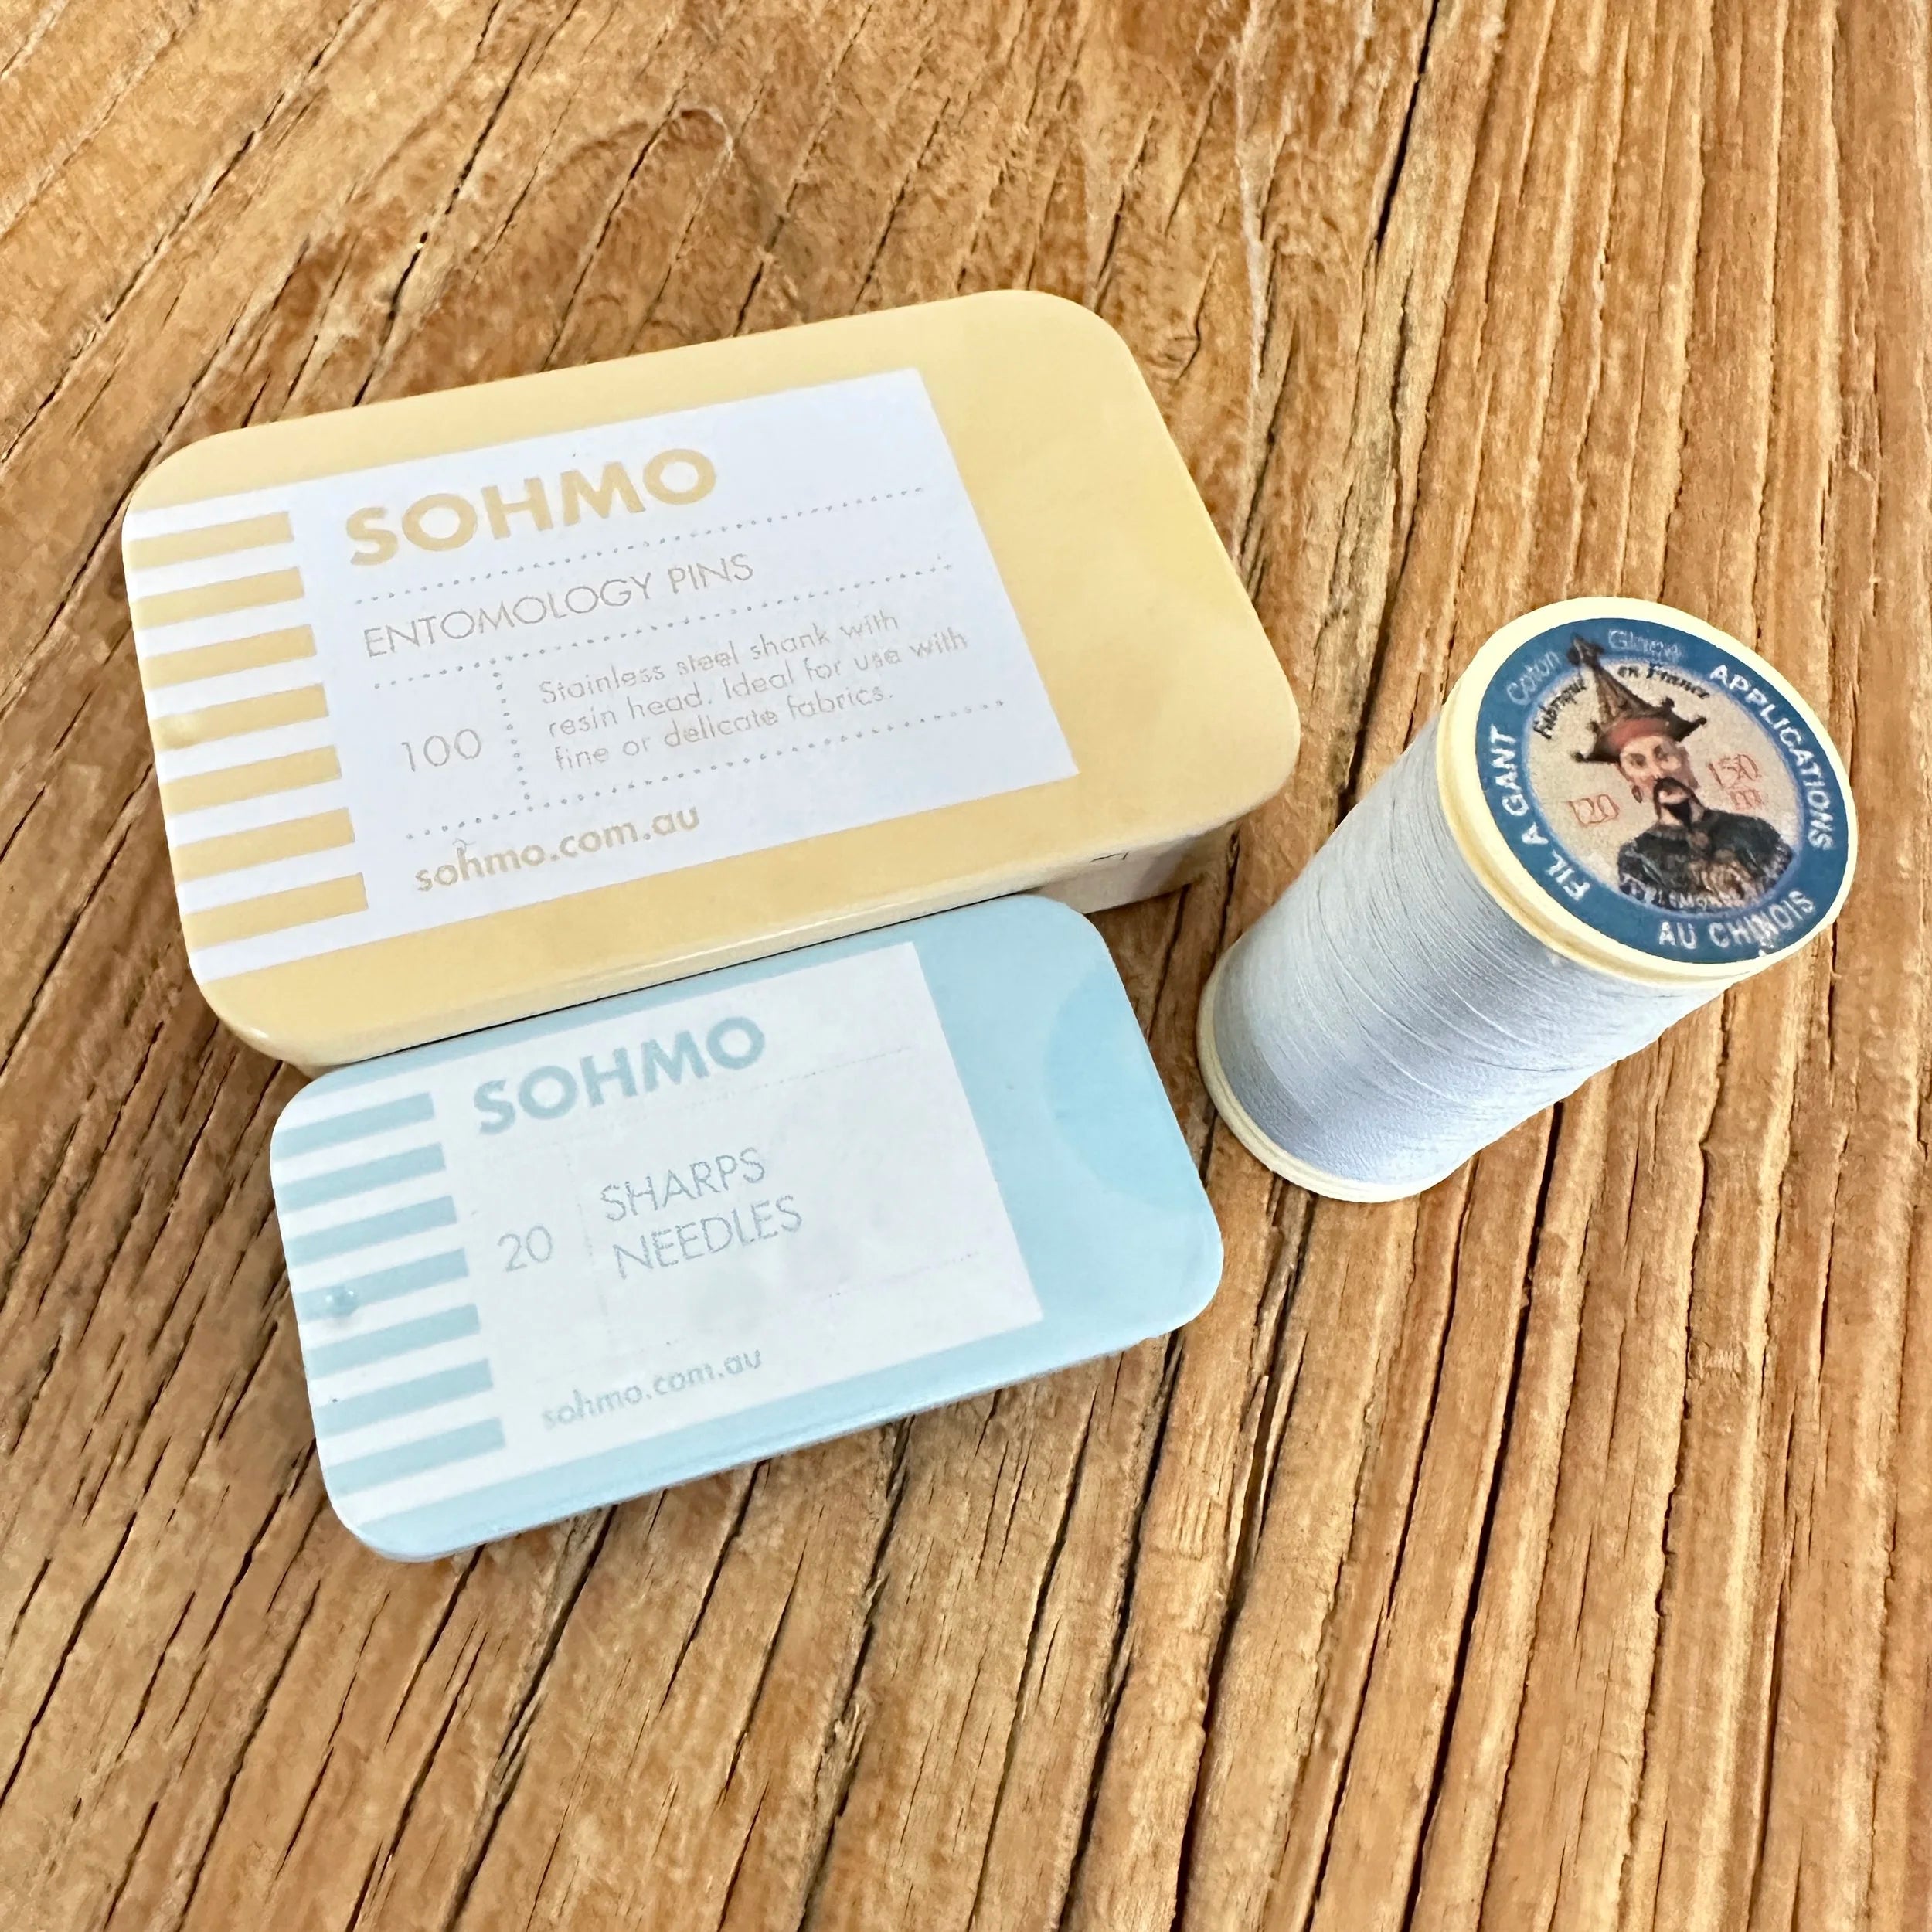 SOHMO
ENTOMOLOGY PINS
100
Stainless steel shank with
resin head. Ideal for use with
fine or delicate fabrics.
sohmo.com.au
SOHMO
20
SHARPS
NEEDLES
sohmo.com.au
FIL A GANT
Coton Glacé
APPLICATIONS
AU CHINOIS
Fabriqué en France
120
150
m